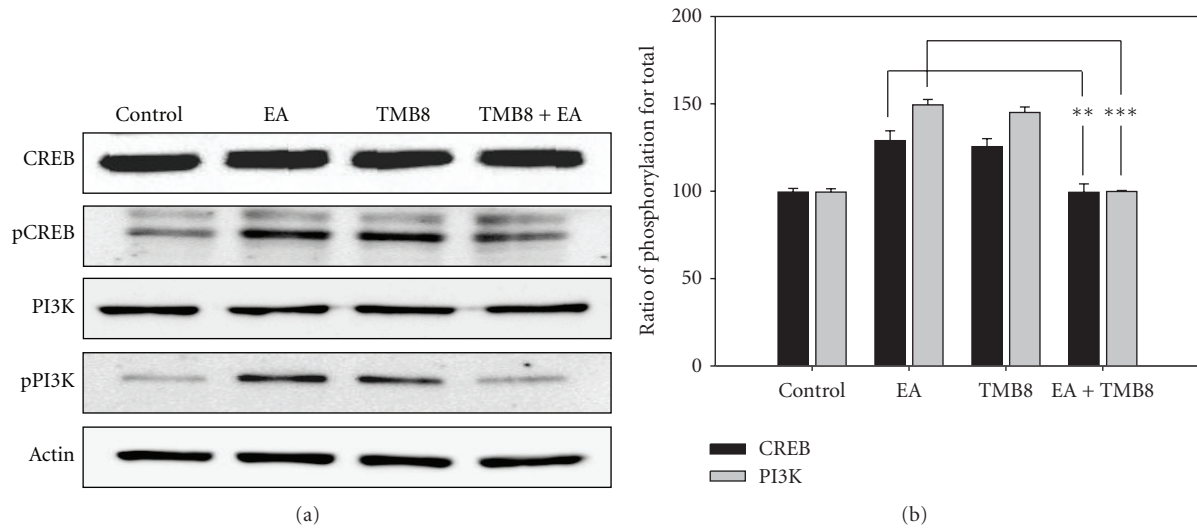 Control EA TMB8 TMB8 + EA
CREB
pCREB
PI3K
pPI3K
Actin
(a)
Ratio of phosphorylation for total
200
150
100
50
0
** ***
Control EA TMB8 EA + TMB8
CREB
PI3K
(b)